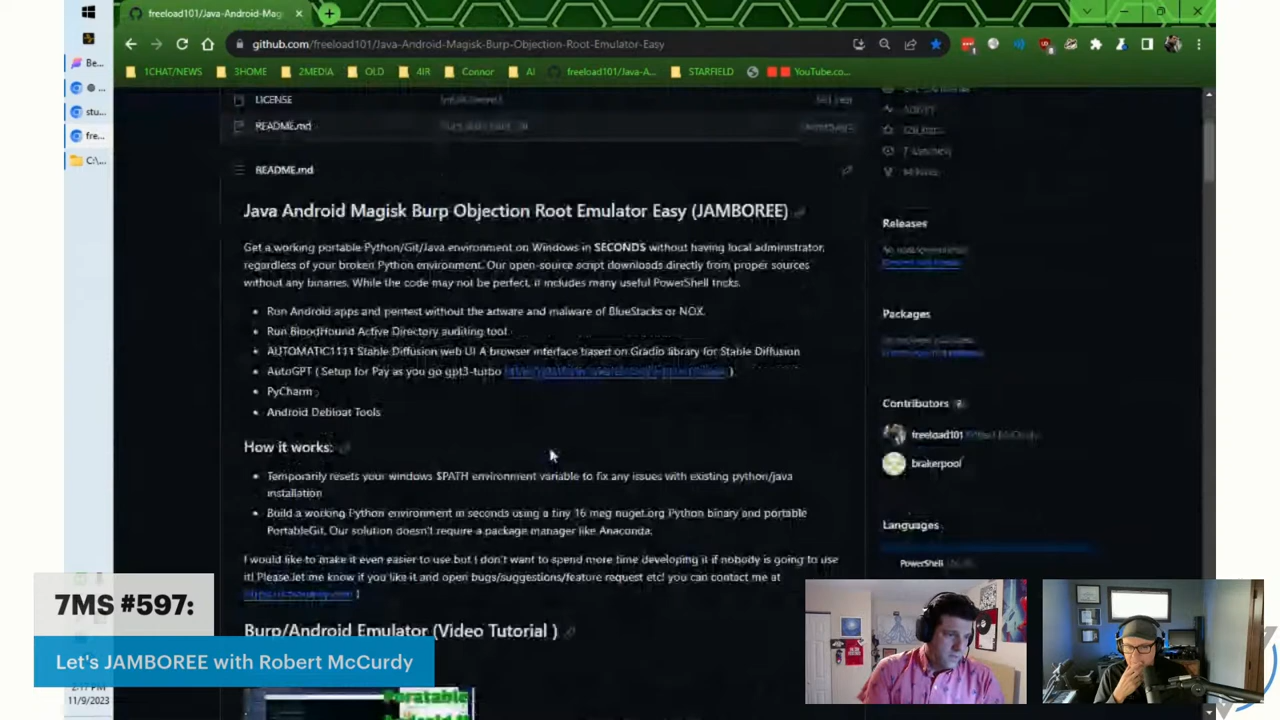 freeload101/Java-Android-Mag
github.com/freeload101/Java-Android-Magisk-Burp-Objection-Root-Emulator-Easy
1CHAT/NEWS
3HOME
2MEDIA
OLD
4IR
Connor
AI
freeload101/Java-A...
STARFIELD
YouTube.co...
Be...
stu...
fre...
C:\...
LICENSE
README.md
README.md
Java Android Magisk Burp Objection Root Emulator Easy (JAMBOREE)
Get a working portable Python/Git/Java environment on Windows in SECONDS without having local administrator,
regardless of your broken Python environment. Our open-source script downloads directly from proper sources
without any binaries. While the code may not be perfect, it includes many useful PowerShell tricks.
Run Android apps and pentest without the adware and malware of BlueStacks or NOX.
Run BloodHound Active Directory auditing tool
AUTOMATIC1111 Stable Diffusion web UI A browser interface based on Gradio library for Stable Diffusion
AutoGPT ( Setup for Pay as you go gpt3-turbo )
PyCharm
Android Debloat Tools
How it works:
Temporarily resets your windows $PATH environment variable to fix any issues with existing python/java
installation
Build a working Python environment in seconds using a tiny 16 meg nuget.org Python binary and portable
PortableGit. Our solution doesn't require a package manager like Anaconda.
I would like to make it even easier to use but I don't want to spend more time developing it if nobody is going to use
it! Please let me know if you like it and open bugs/suggestions/feature request etc! you can contact me at
Burp/Android Emulator (Video Tutorial )
Releases
Packages
Contributors
freeload101
brakerpool
Languages
PowerShell
7MS #597:
Let's JAMBOREE with Robert McCurdy
11/9/2023